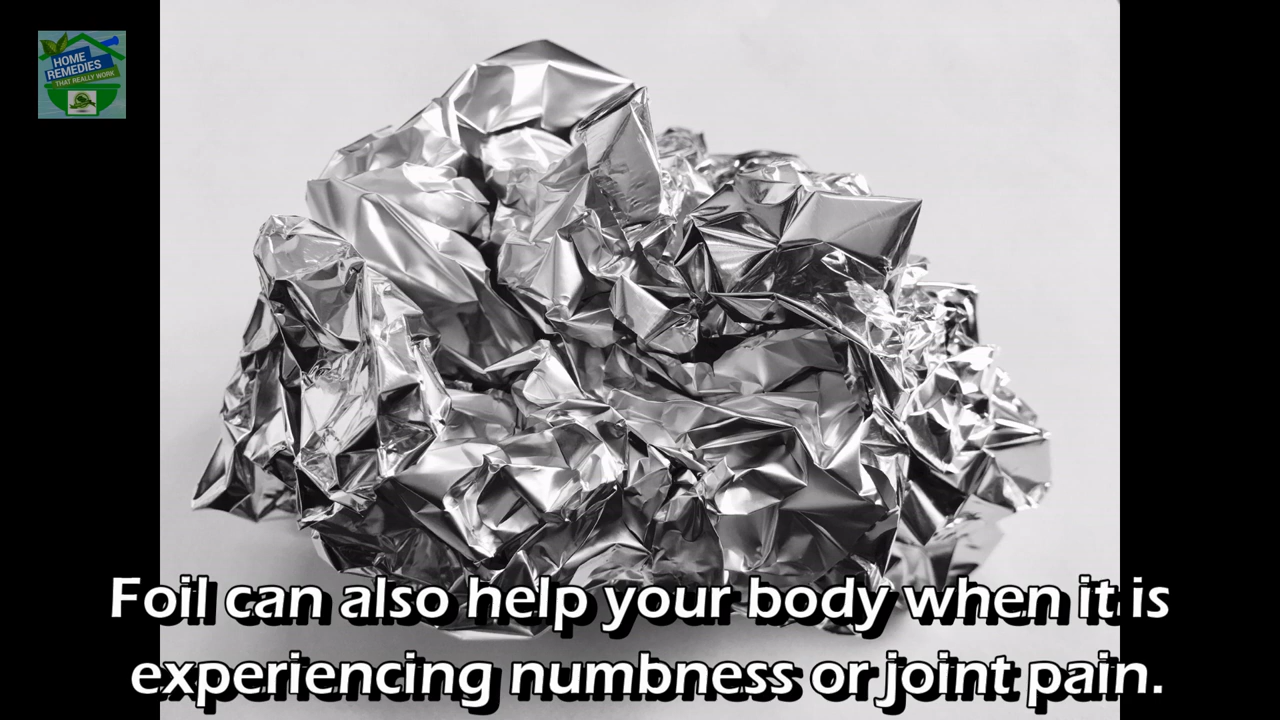 HOME
REMEDIES
THAT REALLY WORK
Foil can also help your body when it is
experiencing numbness or joint pain.